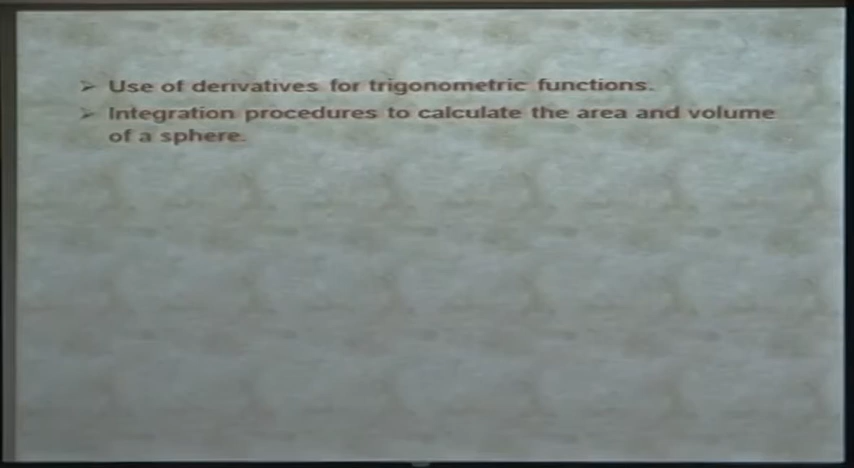 ➢ Use of derivatives for trigonometric functions.
➢ Integration procedures to calculate the area and volume
of a sphere.